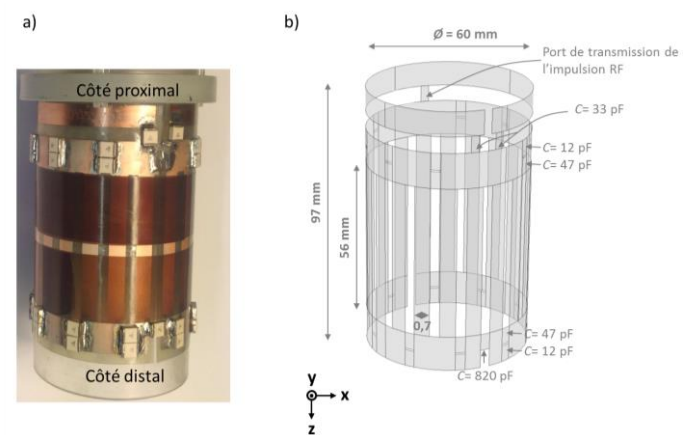 a)
Côté proximal
Côté distal
b)
Ø = 60 mm
Port de transmission de
l'impulsion RF
C= 33 pF
C= 12 pF
C= 47 pF
97 mm
56 mm
0,7
C= 47 pF
C= 12 pF
C= 820 pF
y
x
z